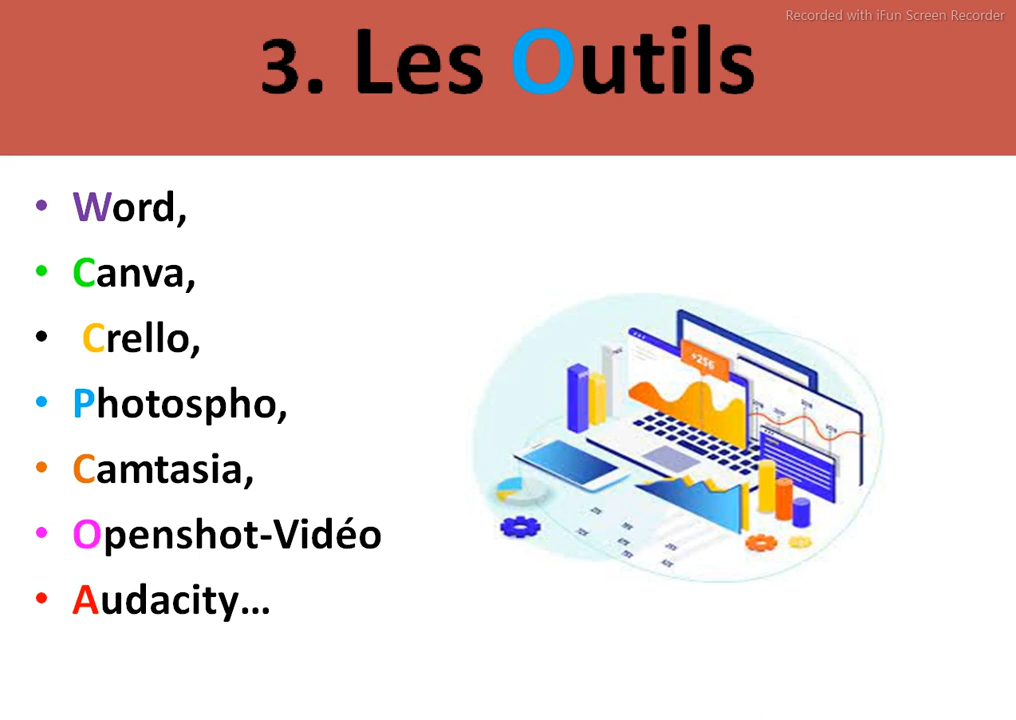 Recorded with iFun Screen Recorder
3. Les Outils
• Word,
• Canva,
• Crello,
• Photospho,
• Camtasia,
• Openshot-Vidéo
• Audacity...
+256